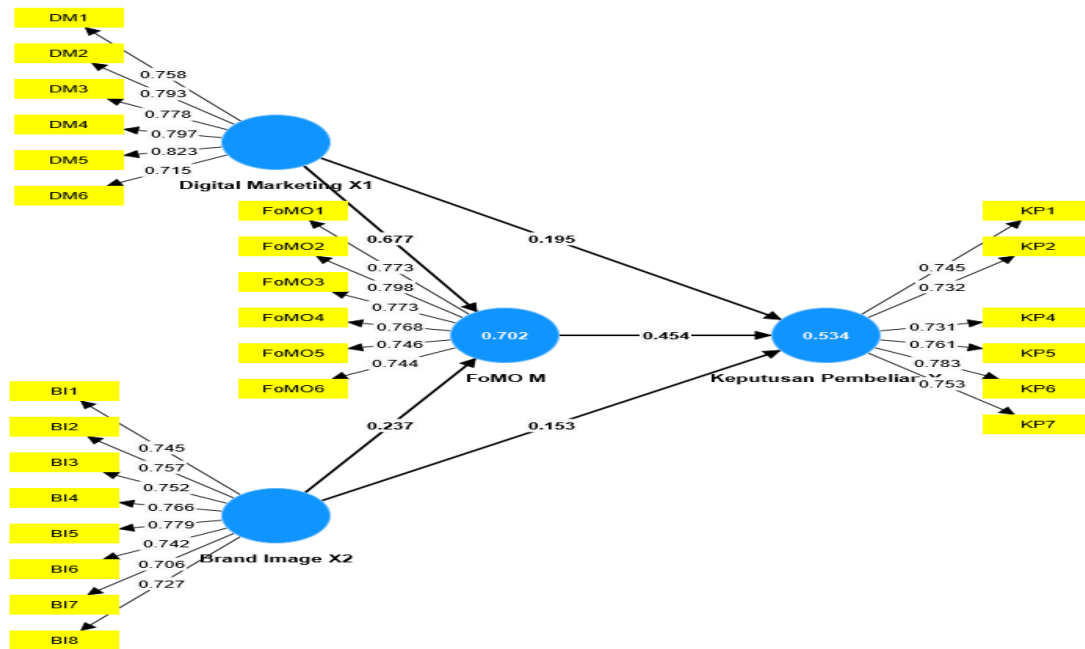 DM1
DM2
DM3
DM4
DM5
DM6
0.758
0.793
0.778
0.797
0.823
0.715
Digital Marketing X1
FoMO1
FoMO2
FoMO3
FoMO4
FoMO5
FoMO6
0.773
0.798
0.773
0.768
0.746
0.744
0.677
0.195
0.702
FoMO M
0.454
0.534
Keputusan Pembelian Y
KP1
KP2
KP4
KP5
KP6
KP7
0.745
0.732
0.731
0.761
0.783
0.753
0.237
0.153
BI1
BI2
BI3
BI4
BI5
BI6
BI7
BI8
0.745
0.757
0.752
0.766
0.779
0.742
0.706
0.727
Brand Image X2